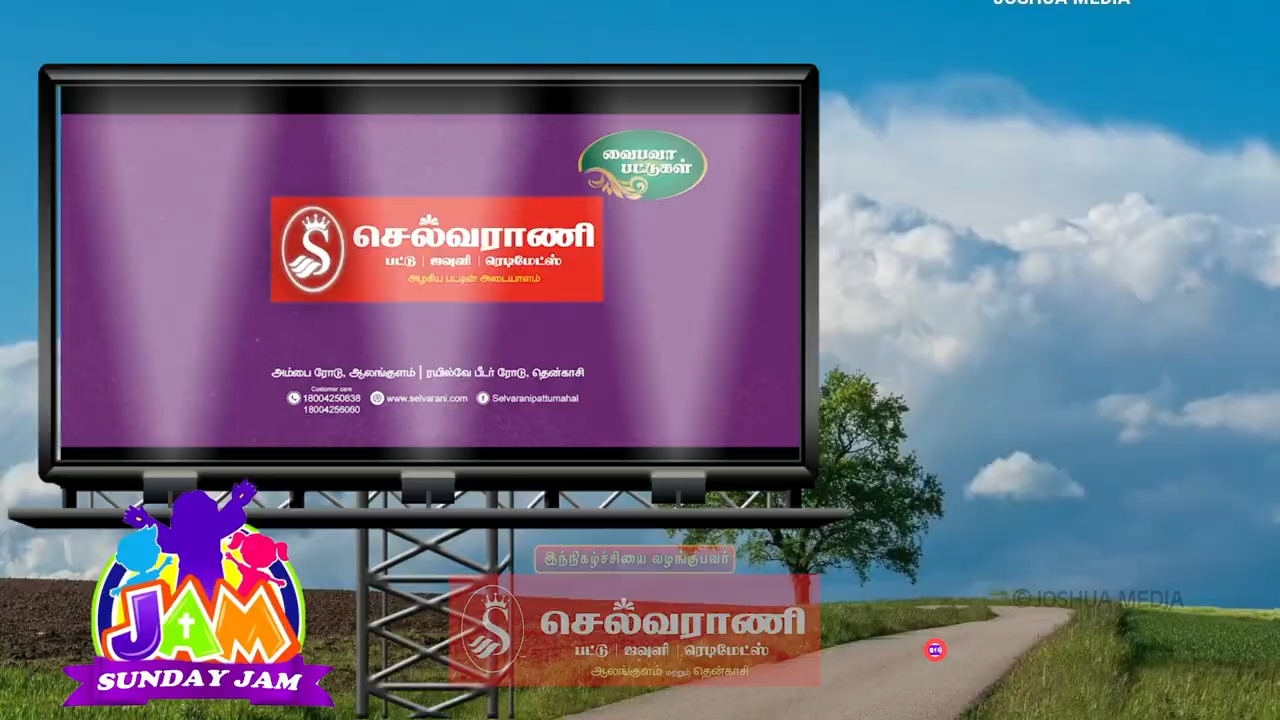 JOSHUA MEDIA
வைபவா
பட்டுகள்
செல்வராணி
பட்டு | ஜவுளி | ரெடிமேட்ஸ்
அழகிய பட்டின் அடையாளம்
அம்பை ரோடு, ஆலங்குளம் | ரயில்வே பீடர் ரோடு, தென்காசி
Customer care
18004250838 www.selvarani.com Selvaranipattumahal
18004256060
இந்நிகழ்ச்சியை வழங்குபவர்
செல்வராணி
பட்டு | ஜவுளி | ரெடிமேட்ஸ்
ஆலங்குளம் மற்றும் தென்காசி
© JOSHUA MEDIA
JAM
SUNDAY JAM